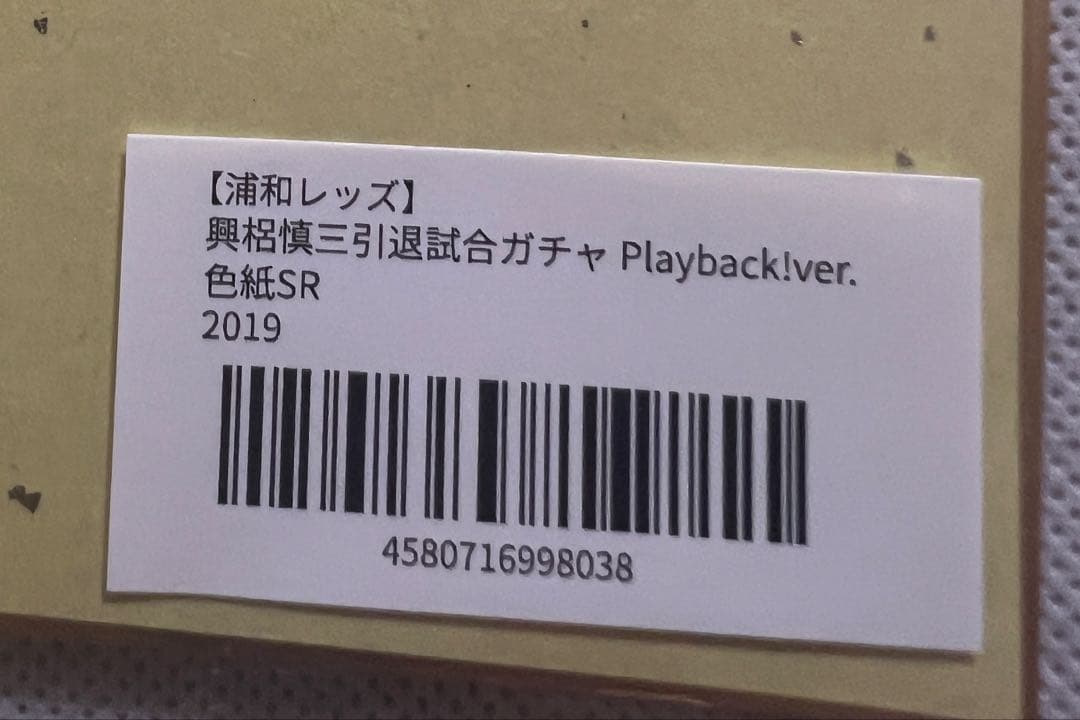 【浦和レッズ】
興梠慎三引退試合ガチャ Playback!ver.
色紙SR
2019
4580716998038